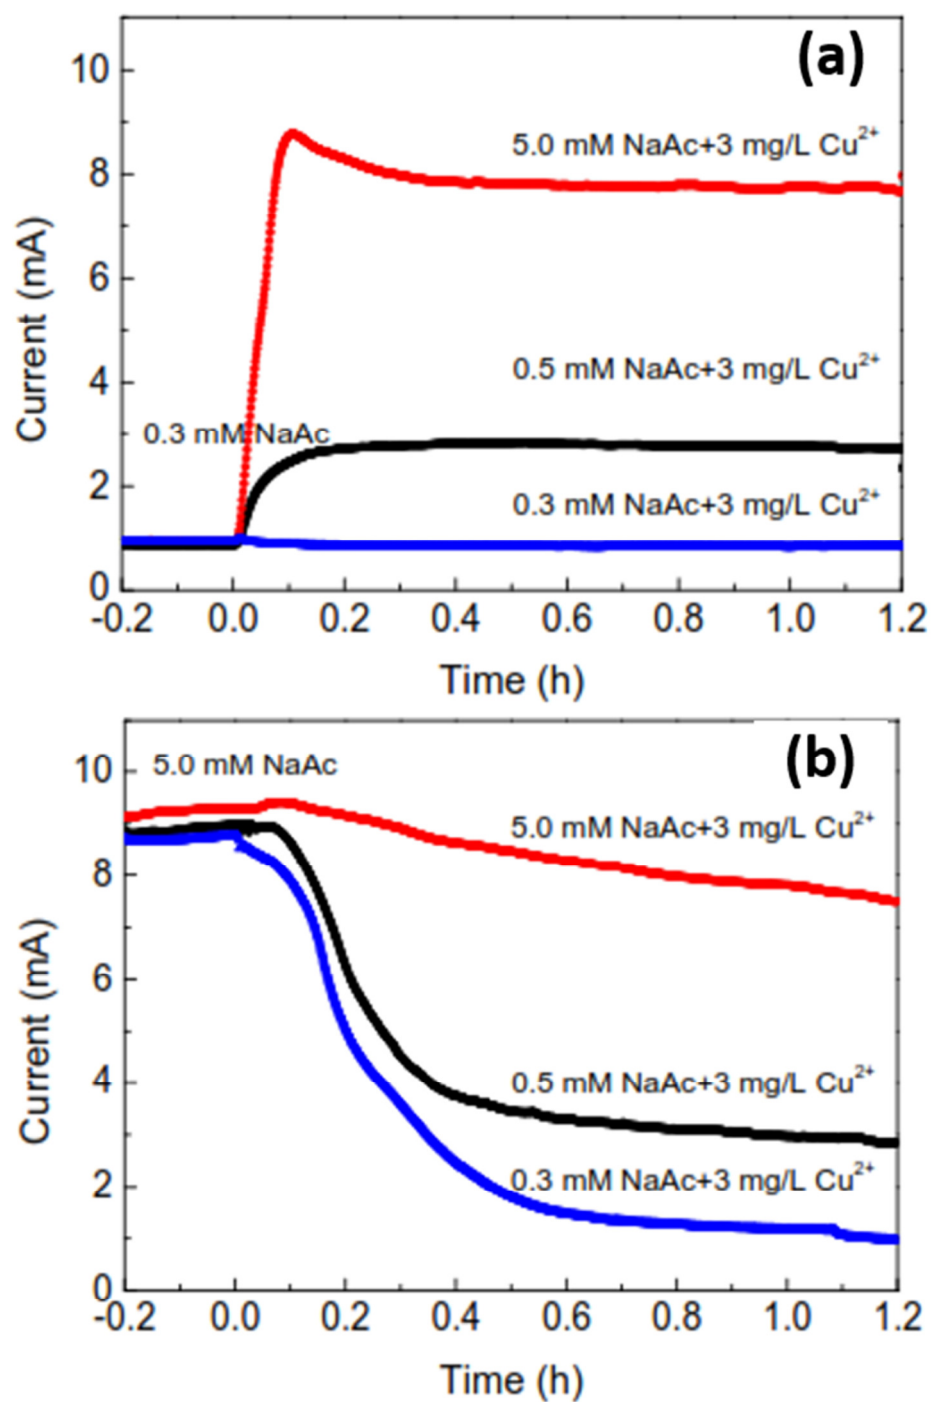 (a)
10
5.0 mM NaAc+3 mg/L Cu²⁺
8
6
0.5 mM NaAc+3 mg/L Cu²⁺
4
0.3 mM NaAc
2
0.3 mM NaAc+3 mg/L Cu²⁺
0
Current (mA)
-0.2 0.0 0.2 0.4 0.6 0.8 1.0 1.2
Time (h)
(b)
10
5.0 mM NaAc
5.0 mM NaAc+3 mg/L Cu²⁺
8
6
4
0.5 mM NaAc+3 mg/L Cu²⁺
2
0.3 mM NaAc+3 mg/L Cu²⁺
0
Current (mA)
-0.2 0.0 0.2 0.4 0.6 0.8 1.0 1.2
Time (h)